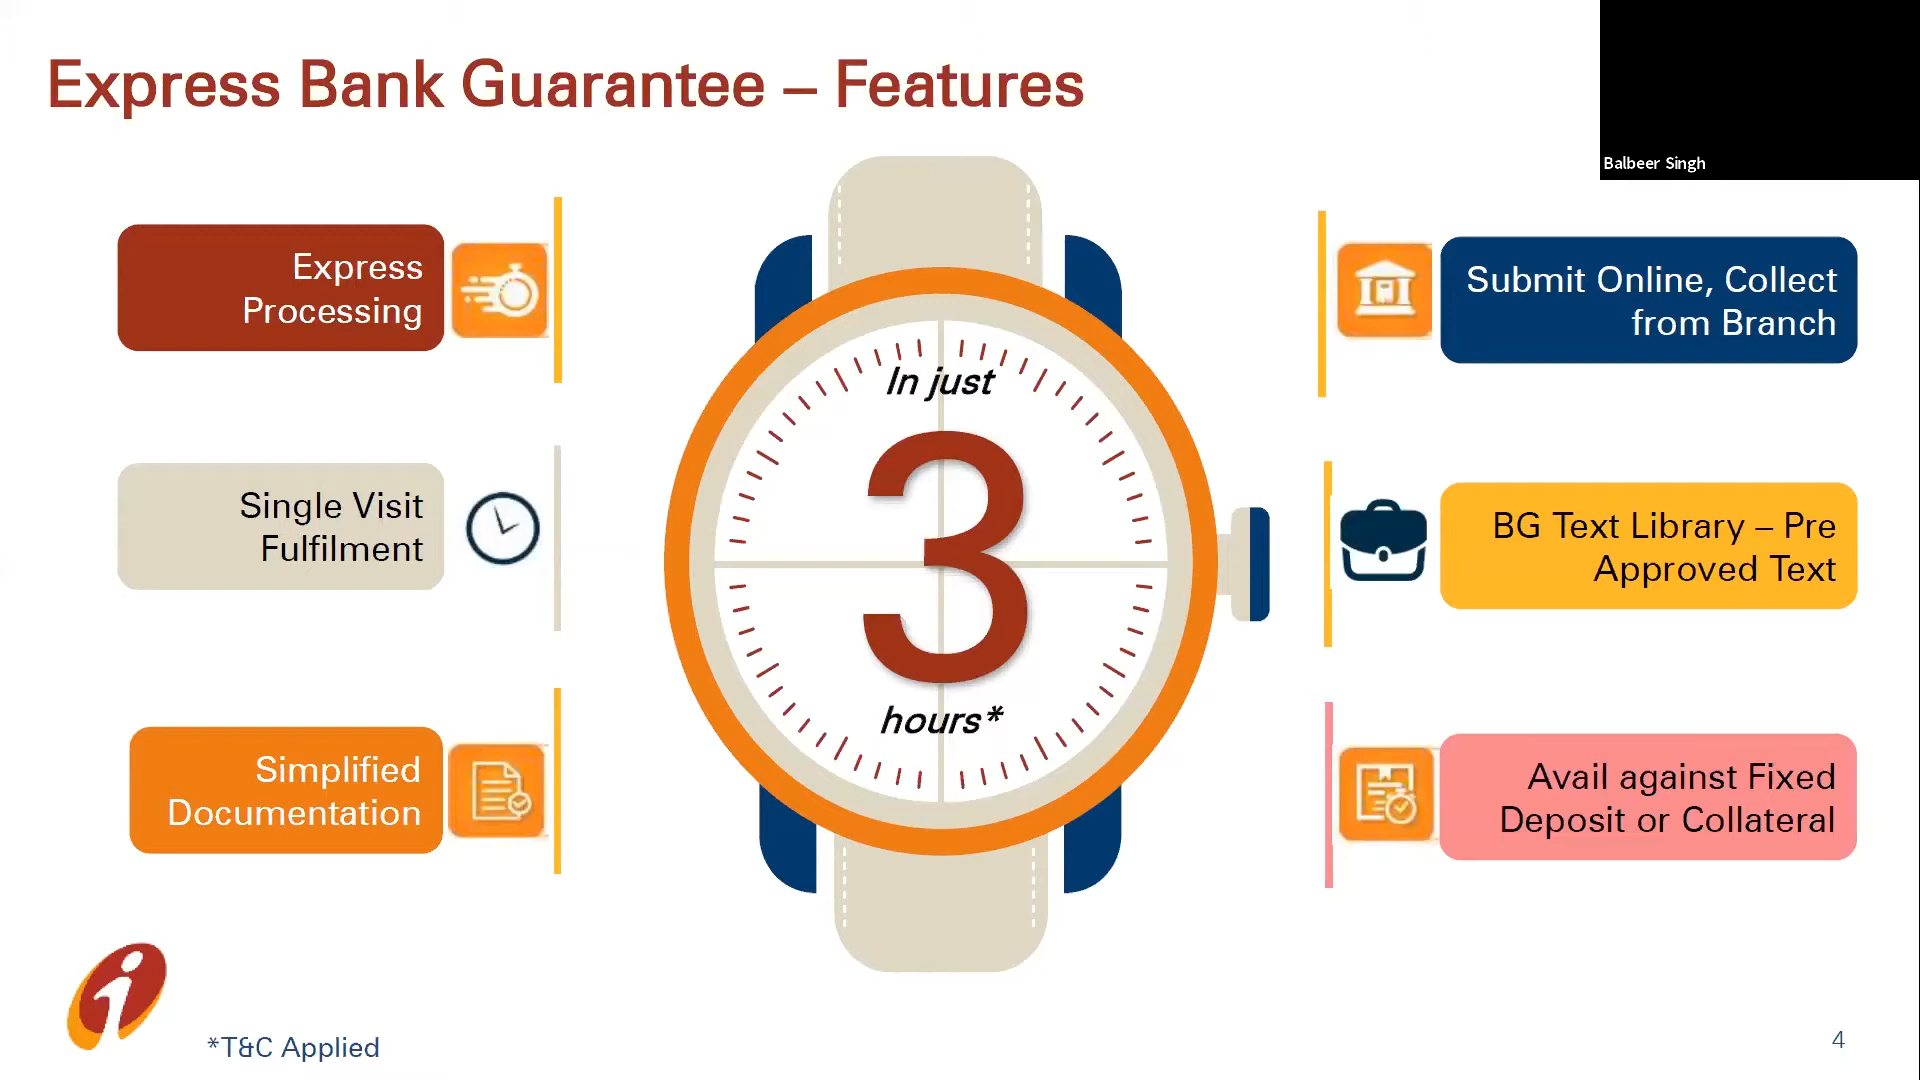 Express Bank Guarantee – Features
Balbeer Singh
Express
Processing
Single Visit
Fulfilment
Simplified
Documentation
In just
3
hours*
Submit Online, Collect
from Branch
BG Text Library – Pre
Approved Text
Avail against Fixed
Deposit or Collateral
*T&C Applied
4